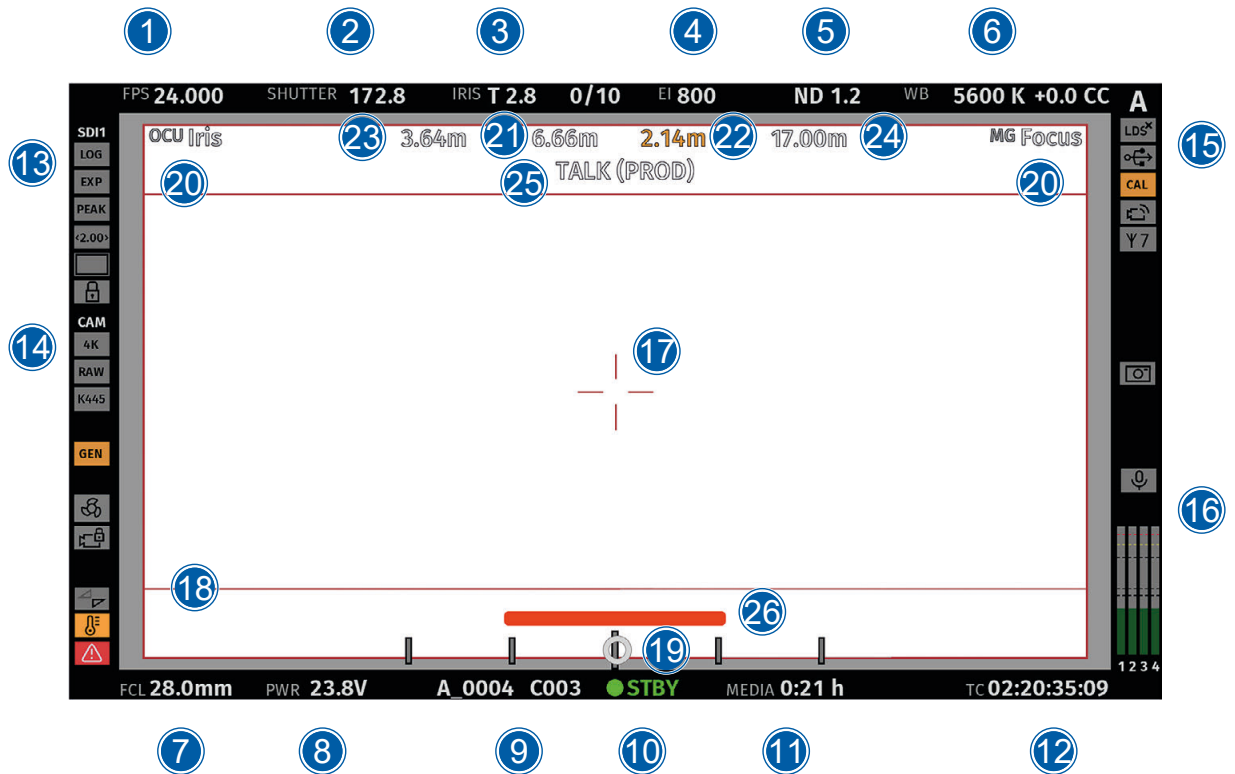 1 2 3 4 5 6
FPS 24.000 SHUTTER 172.8 IRIS T 2.8 0/10 EI 800 ND 1.2 WB 5600 K +0.0 CC A
SDI1 OCU Iris 23 3.64m 21 6.66m 2.14m 22 17.00m 24 MG Focus LDSX
13 LOG 15
EXP 20 25 TALK (PROD) 20 CAL
PEAK
<2.00> 7
CAM
14 4K 17
RAW
K445
GEN
16
18
26
19
1 2 3 4
FCL 28.0mm PWR 23.8V A_0004 C003 STBY MEDIA 0:21 h TC 02:20:35:09
7 8 9 10 11 12